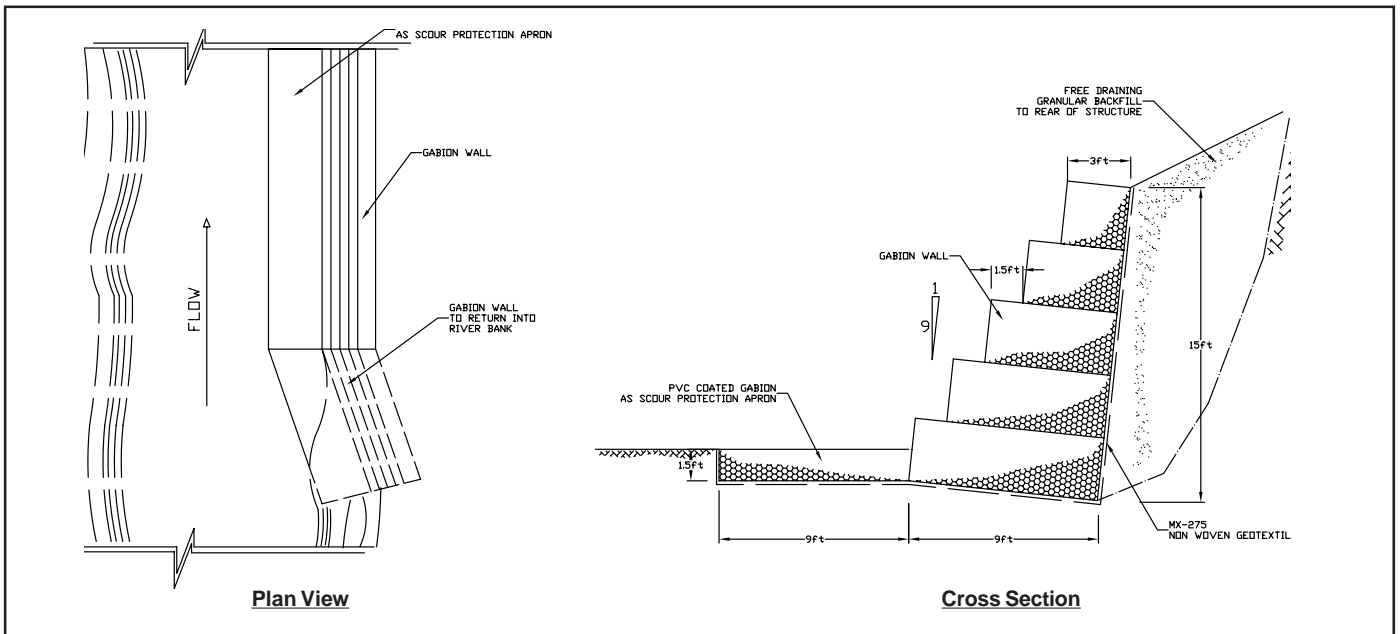 AS SCOUR PROTECTION APRON
GABION WALL
FLOW
GABION WALL
TO RETURN INTO
RIVER BANK
Plan View
FREE DRAINING
GRANULAR BACKFILL
TO REAR OF STRUCTURE
3ft
GABION WALL
1.5ft
1
6
15ft
PVC COATED GABION
AS SCOUR PROTECTION APRON
1.5ft
MX-275
NON WOVEN GEOTEXTIL
9ft
9ft
Cross Section